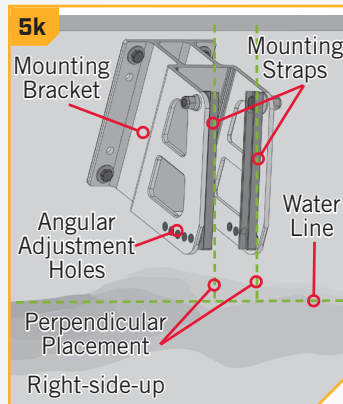 5k
Mounting
Bracket
Mounting
Straps
Angular
Adjustment
Holes
Water
Line
Perpendicular
Placement
Right-side-up